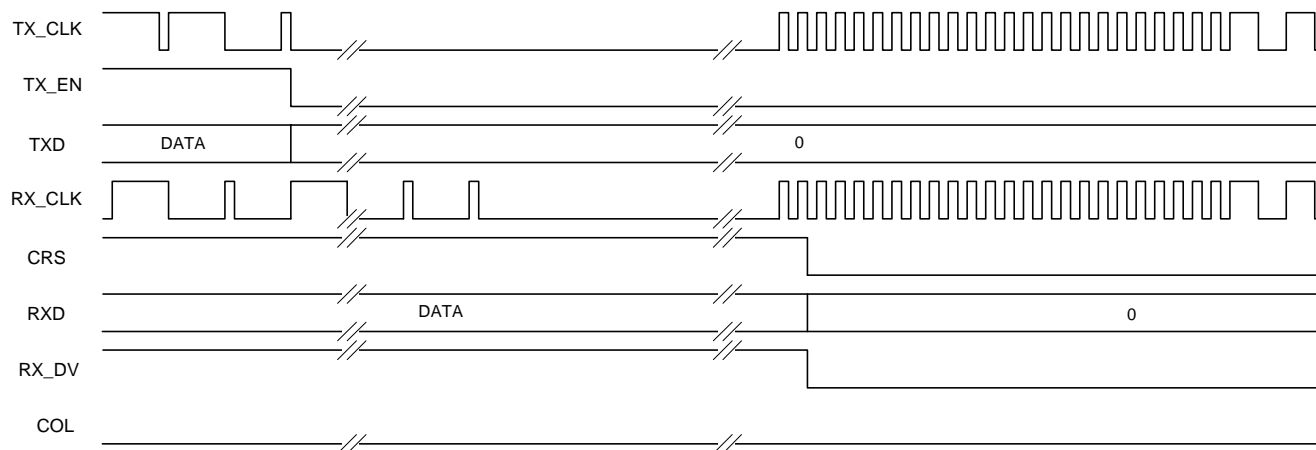 TX_CLK
TX_EN
TXD DATA 0
RX_CLK
CRS
RXD DATA 0
RX_DV
COL